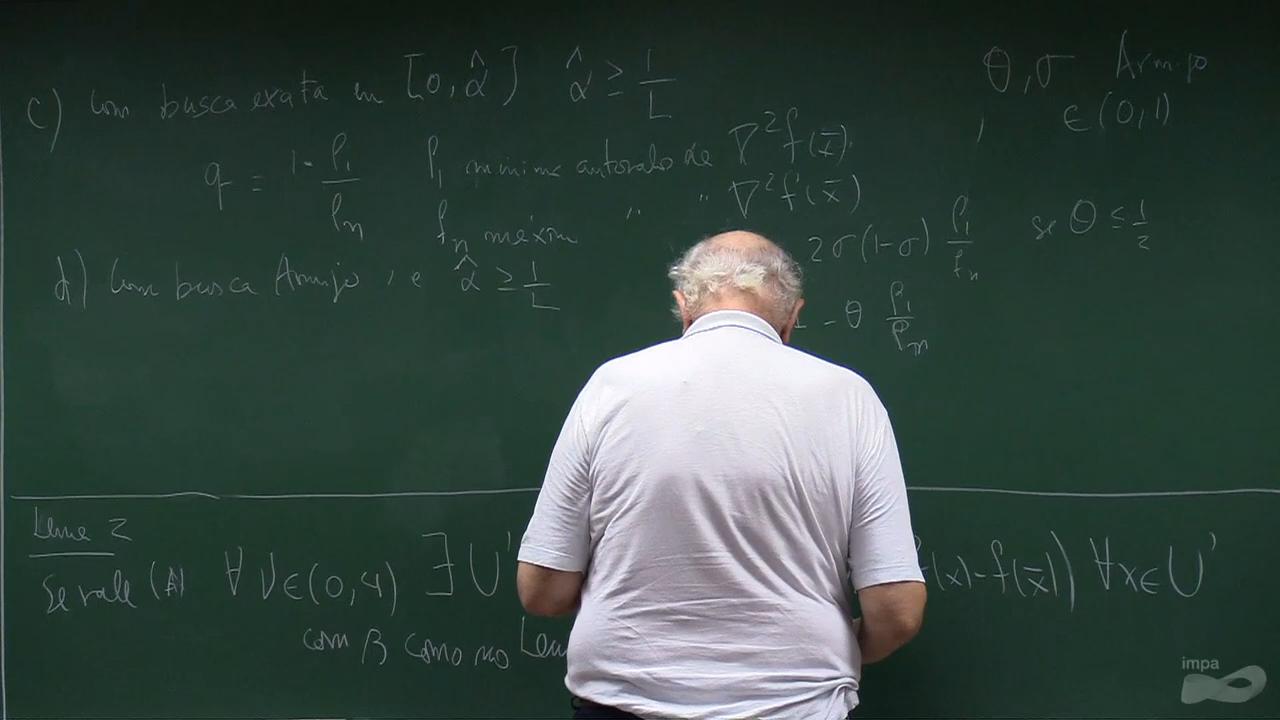 c) Com busca exata em [0, α̂] α̂ ≥ 1/L
θ, σ Armijo
∈ (0,1)
q = 1 - ρ₁/ρₙ ρ₁ mínimo autovalor de ∇²f(x̄)
ρₙ máximo " " ∇²f(x̄)
d) Com busca Armijo, e α̂ ≥ 1/L
2σ(1-σ) ρ₁/ρₙ se θ ≤ 1/2
- θ ρ₁/ρₙ
Lema 2
Se vale (A) ∀ν∈(0,4) ∃U' f(x)-f(x̄)) ∀x∈U'
com β como no
impa